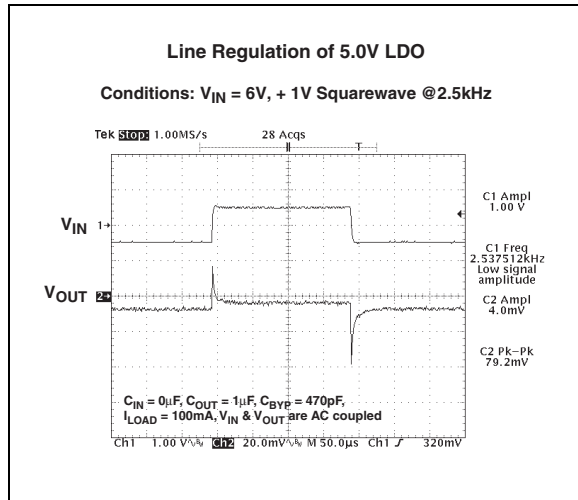 Line Regulation of 5.0V LDO
Conditions: VIN = 6V, + 1V Squarewave @2.5kHz
Tek Stop: 1.00MS/s 28 Acqs
T
C1 Ampl
1.00 V
VIN 1→
C1 Freq
2.537512kHz
Low signal
amplitude
VOUT 2→
C2 Ampl
4.0mV
C2 Pk–Pk
79.2mV
CIN = 0μF, COUT = 1μF, CBYP = 470pF,
ILOAD = 100mA, VIN & VOUT are AC coupled
Ch1 1.00 V∿BW Ch2 20.0mV∿BW M 50.0μs Ch1 ƒ 320mV